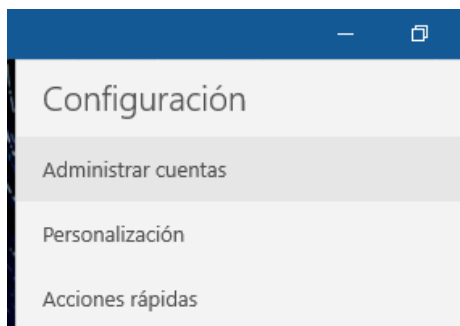 Configuración
Administrar cuentas
Personalización
Acciones rápidas